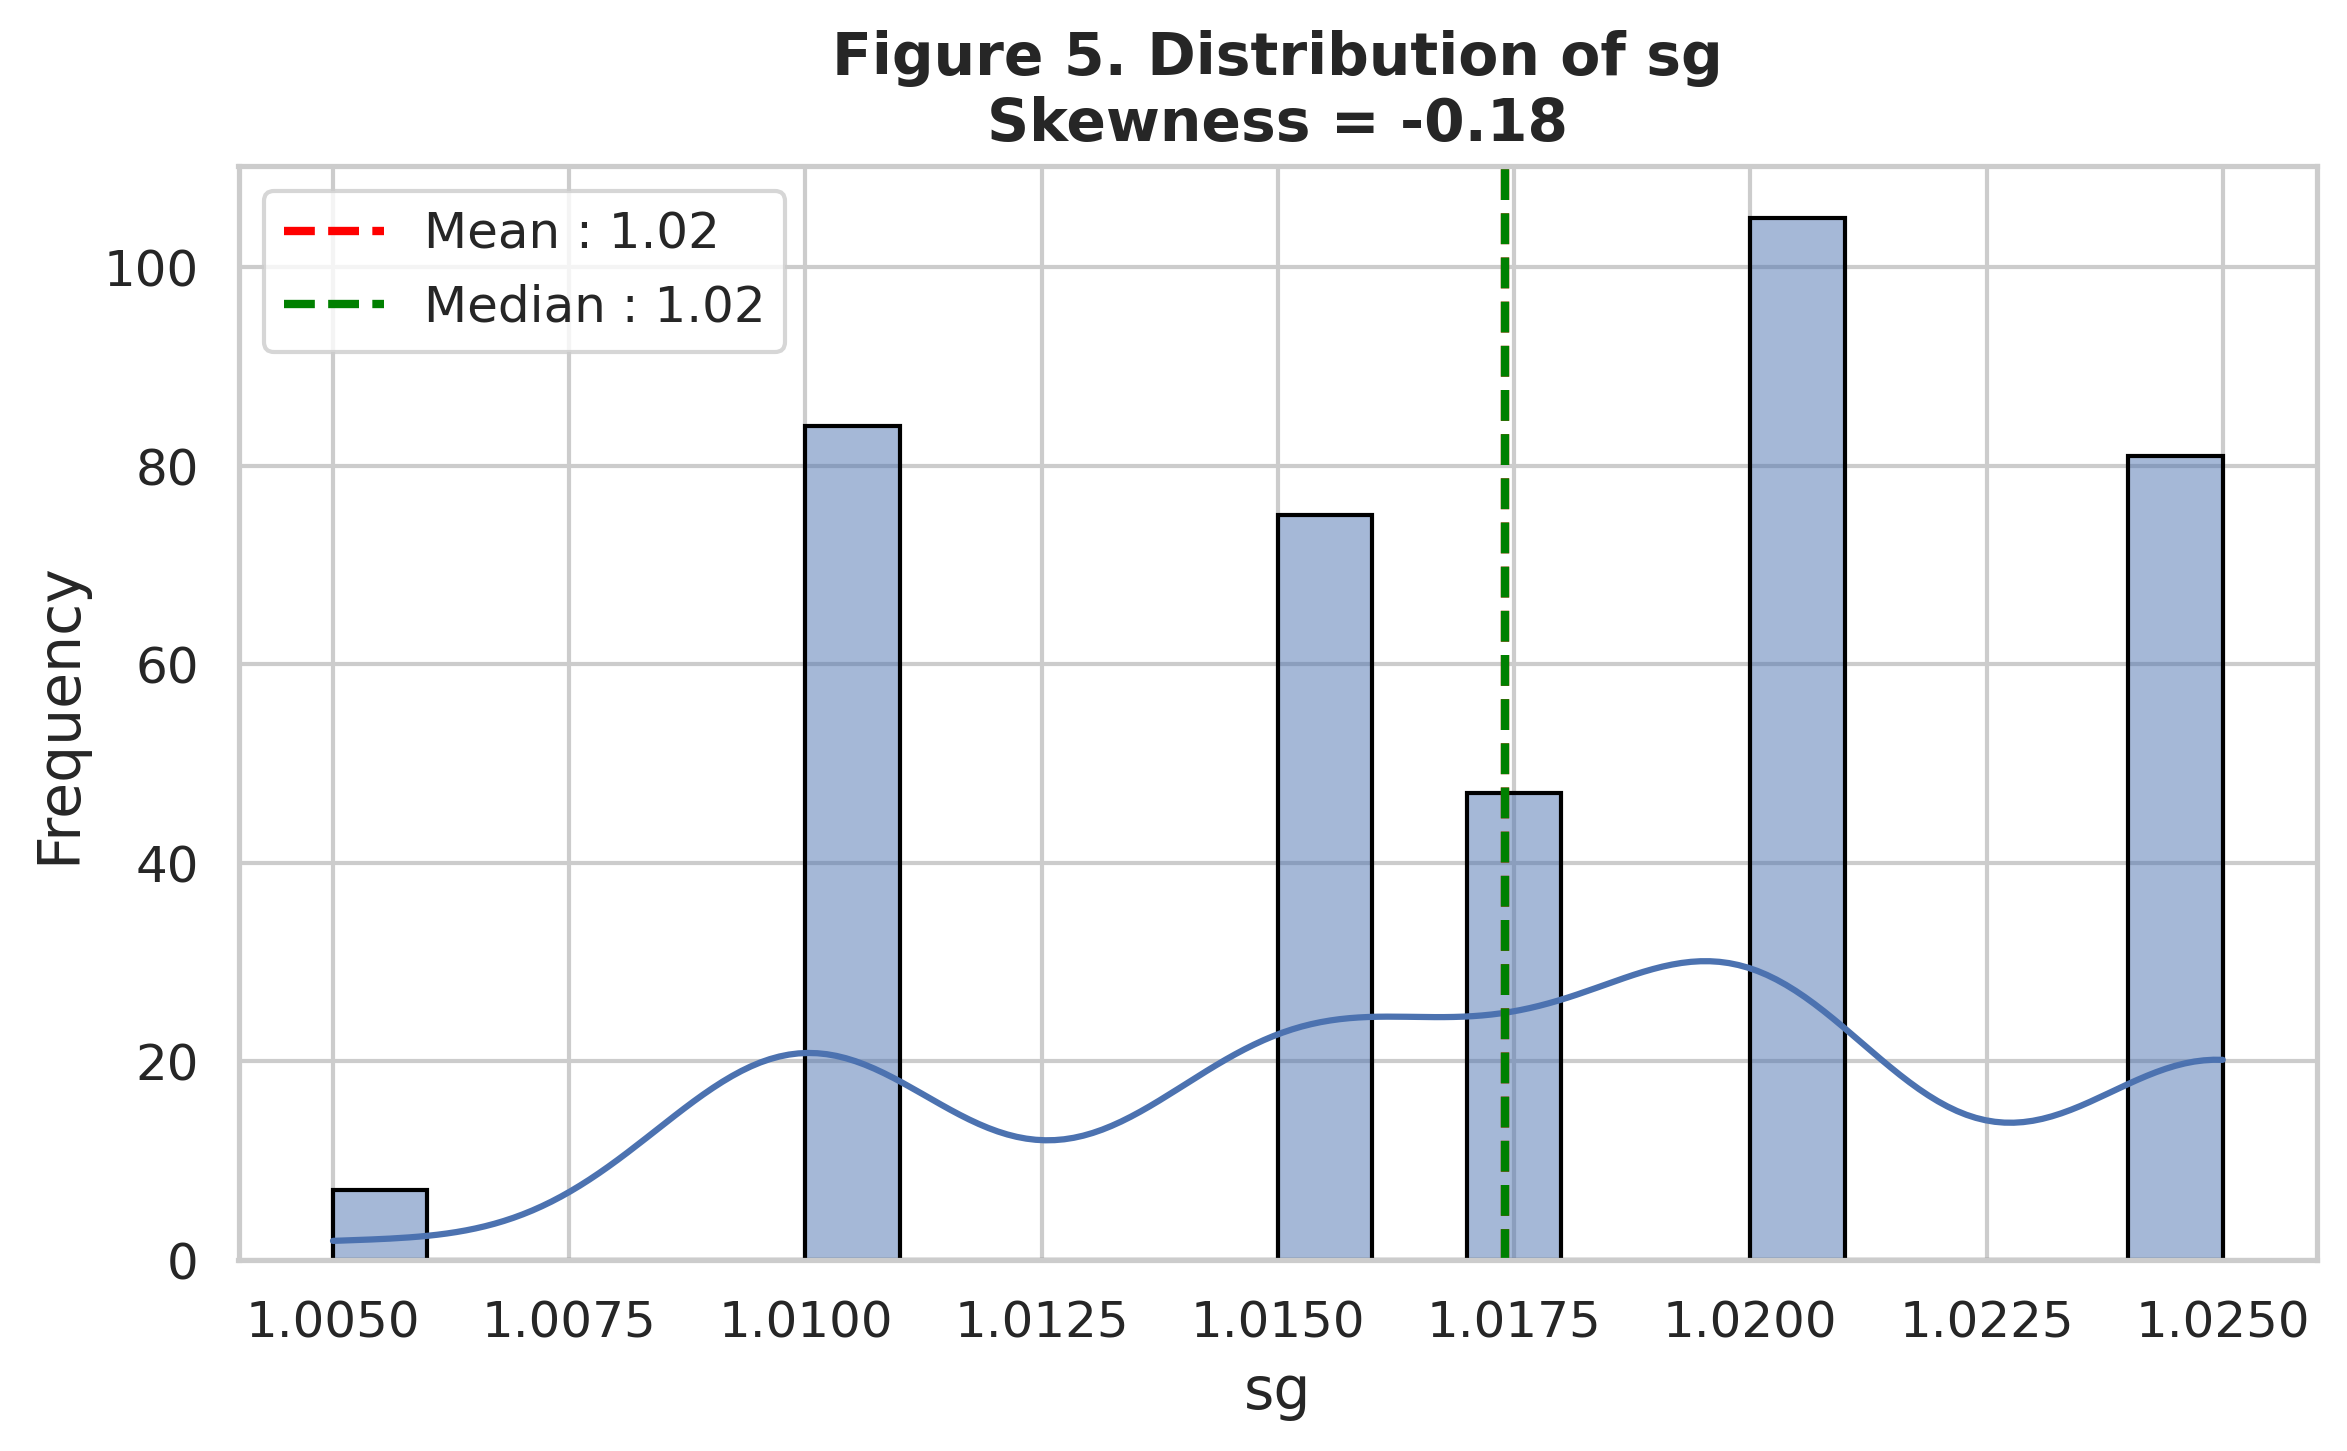 Figure 5. Distribution of sg
Skewness = -0.18
Mean : 1.02
Median : 1.02
Frequency
100
80
60
40
20
0
1.0050 1.0075 1.0100 1.0125 1.0150 1.0175 1.0200 1.0225 1.0250
sg